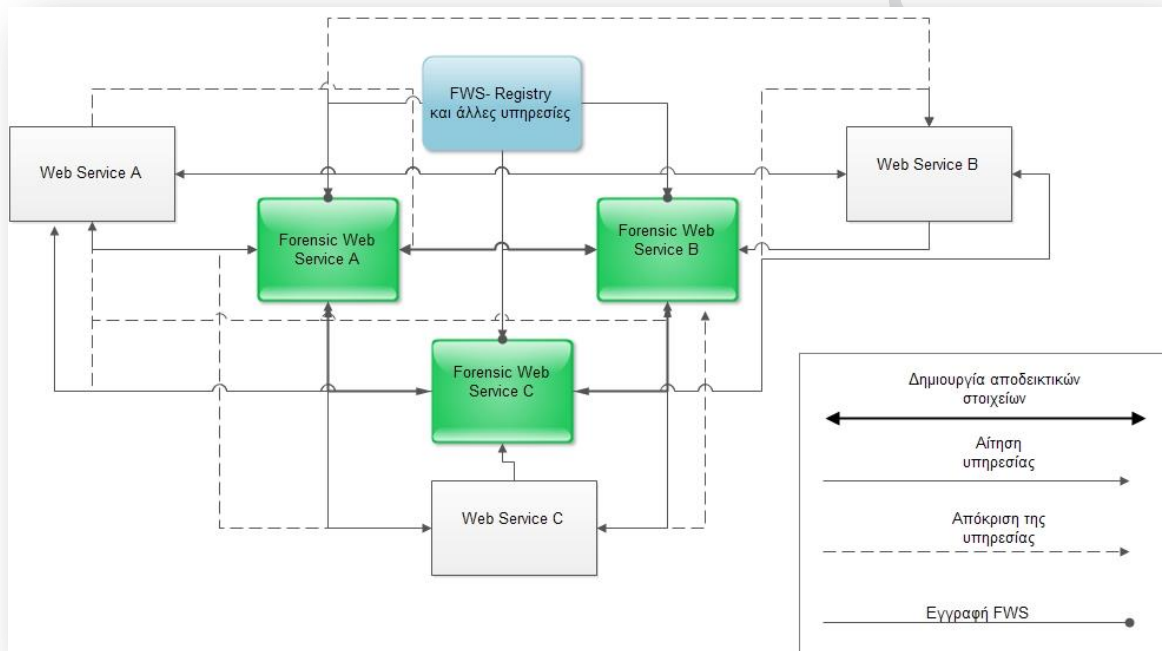 FWS- Registry
και άλλες υπηρεσίες
Web Service A
Web Service B
Forensic Web
Service A
Forensic Web
Service B
Forensic Web
Service C
Web Service C
Δημιουργία αποδεικτικών
στοιχείων
Αίτηση
υπηρεσίας
Απόκριση της
υπηρεσίας
Εγγραφή FWS